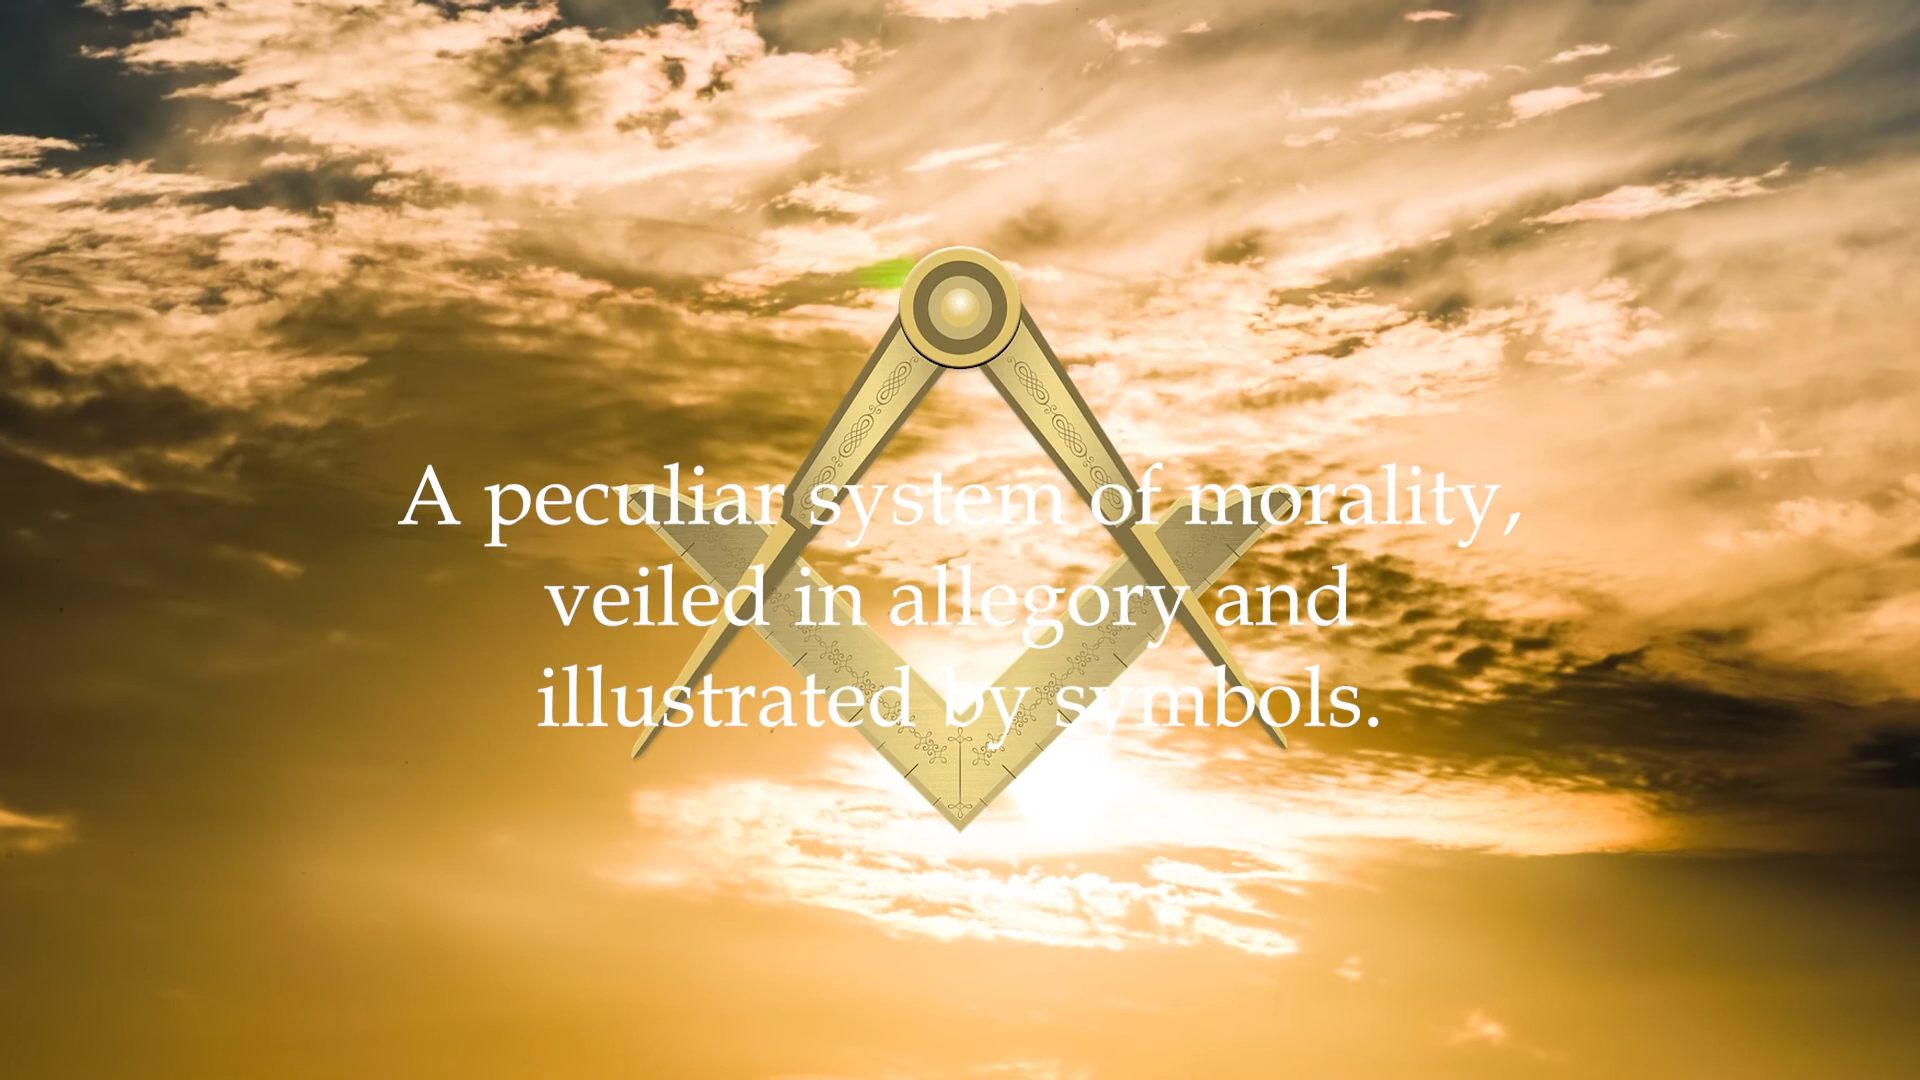 A peculiar system of morality,
veiled in allegory and
illustrated by symbols.